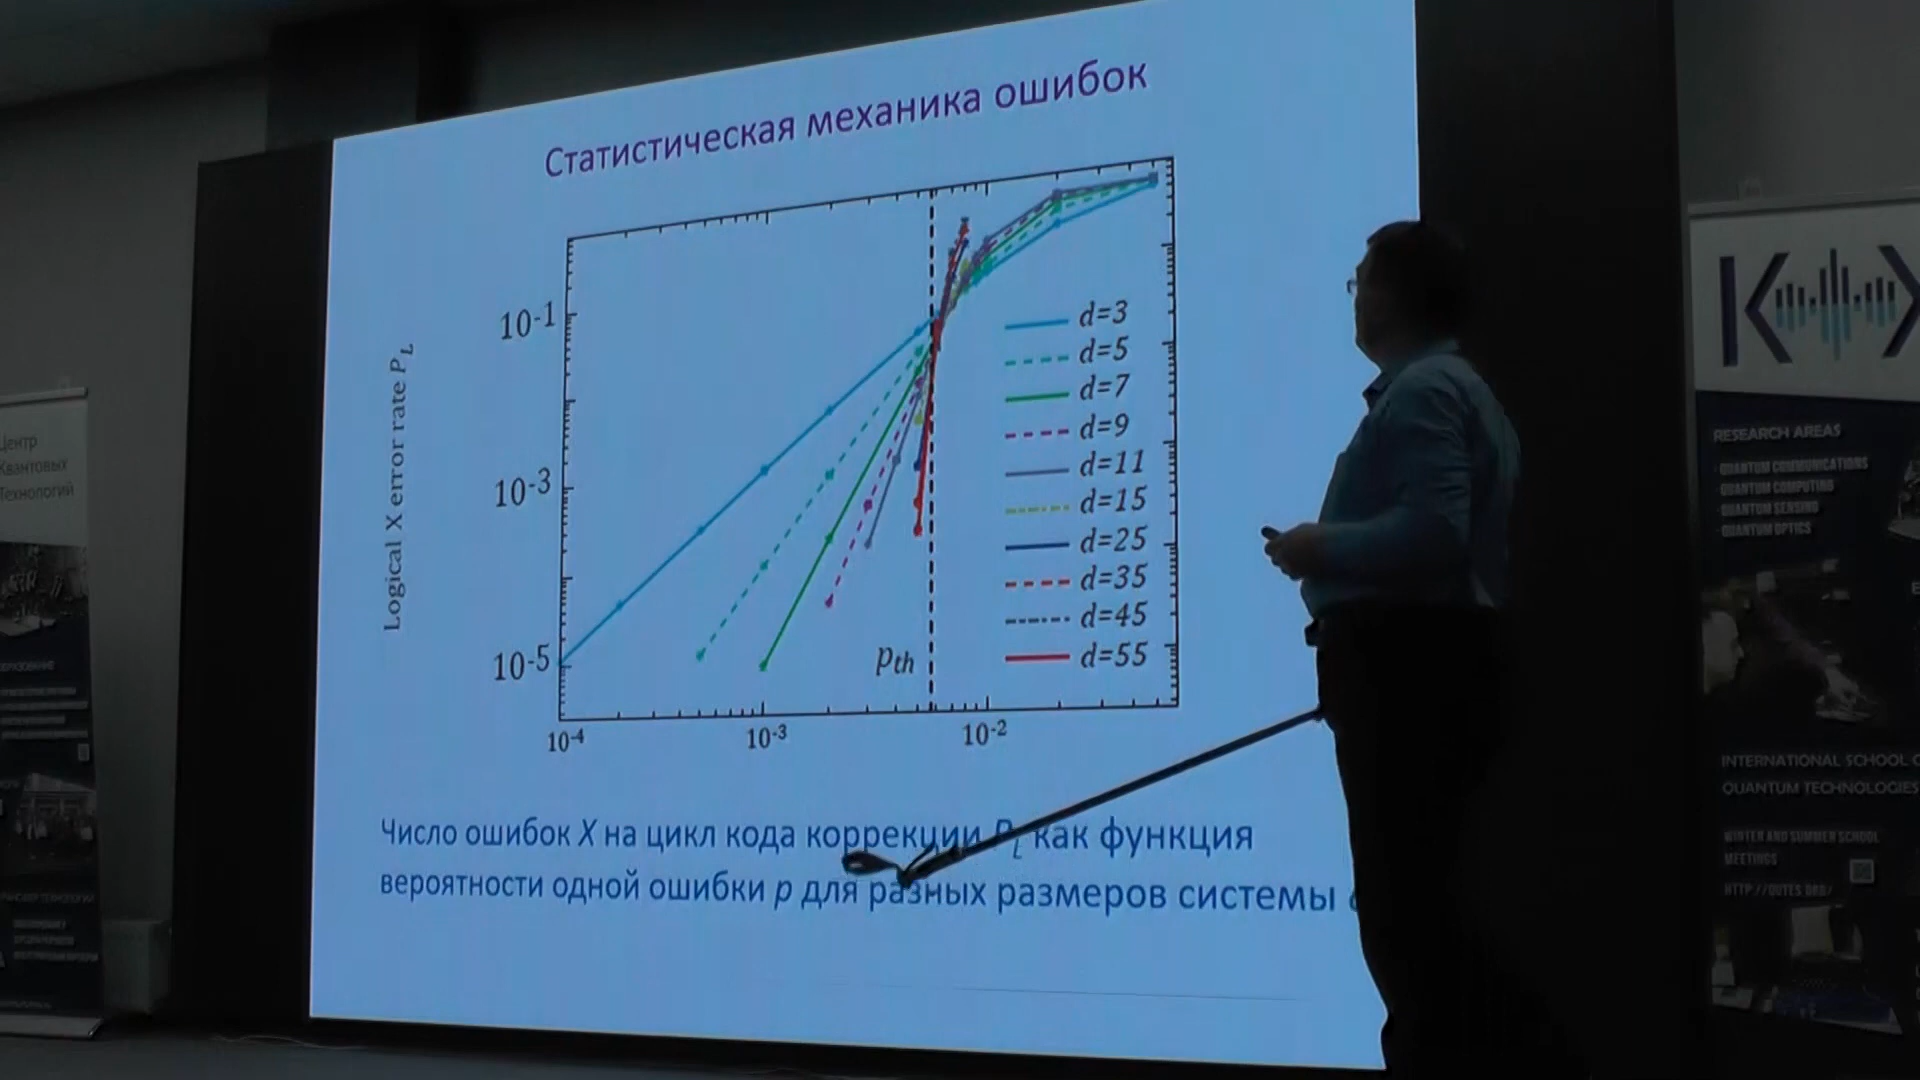 Статистическая механика ошибок
Logical X error rate P_L
10^-1
10^-3
10^-5
10^-4
10^-3
10^-2
p_th
d=3
d=5
d=7
d=9
d=11
d=15
d=25
d=35
d=45
d=55
Число ошибок X на цикл кода коррекции P_L как функция
вероятности одной ошибки p для разных размеров системы
Центр
Квантовых
Технологий
RESEARCH AREAS
QUANTUM COMMUNICATIONS
QUANTUM COMPUTING
QUANTUM SENSING
QUANTUM OPTICS
INTERNATIONAL SCHOOL
QUANTUM TECHNOLOGIES
WINTER AND SUMMER SCHOOL
MEETINGS